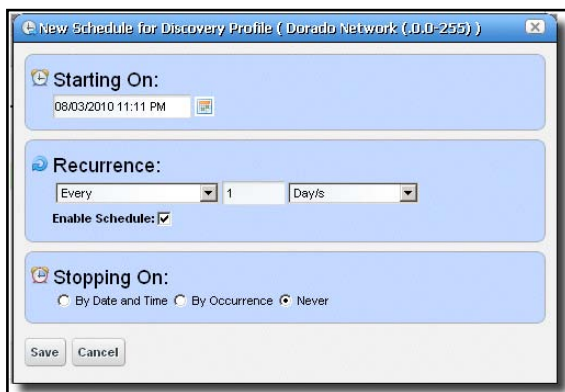 New Schedule for Discovery Profile ( Dorado Network (.0.0-255) )
Starting On:
08/03/2010 11:11 PM
Recurrence:
Every 1 Day/s
Enable Schedule:
Stopping On:
By Date and Time By Occurrence Never
Save Cancel